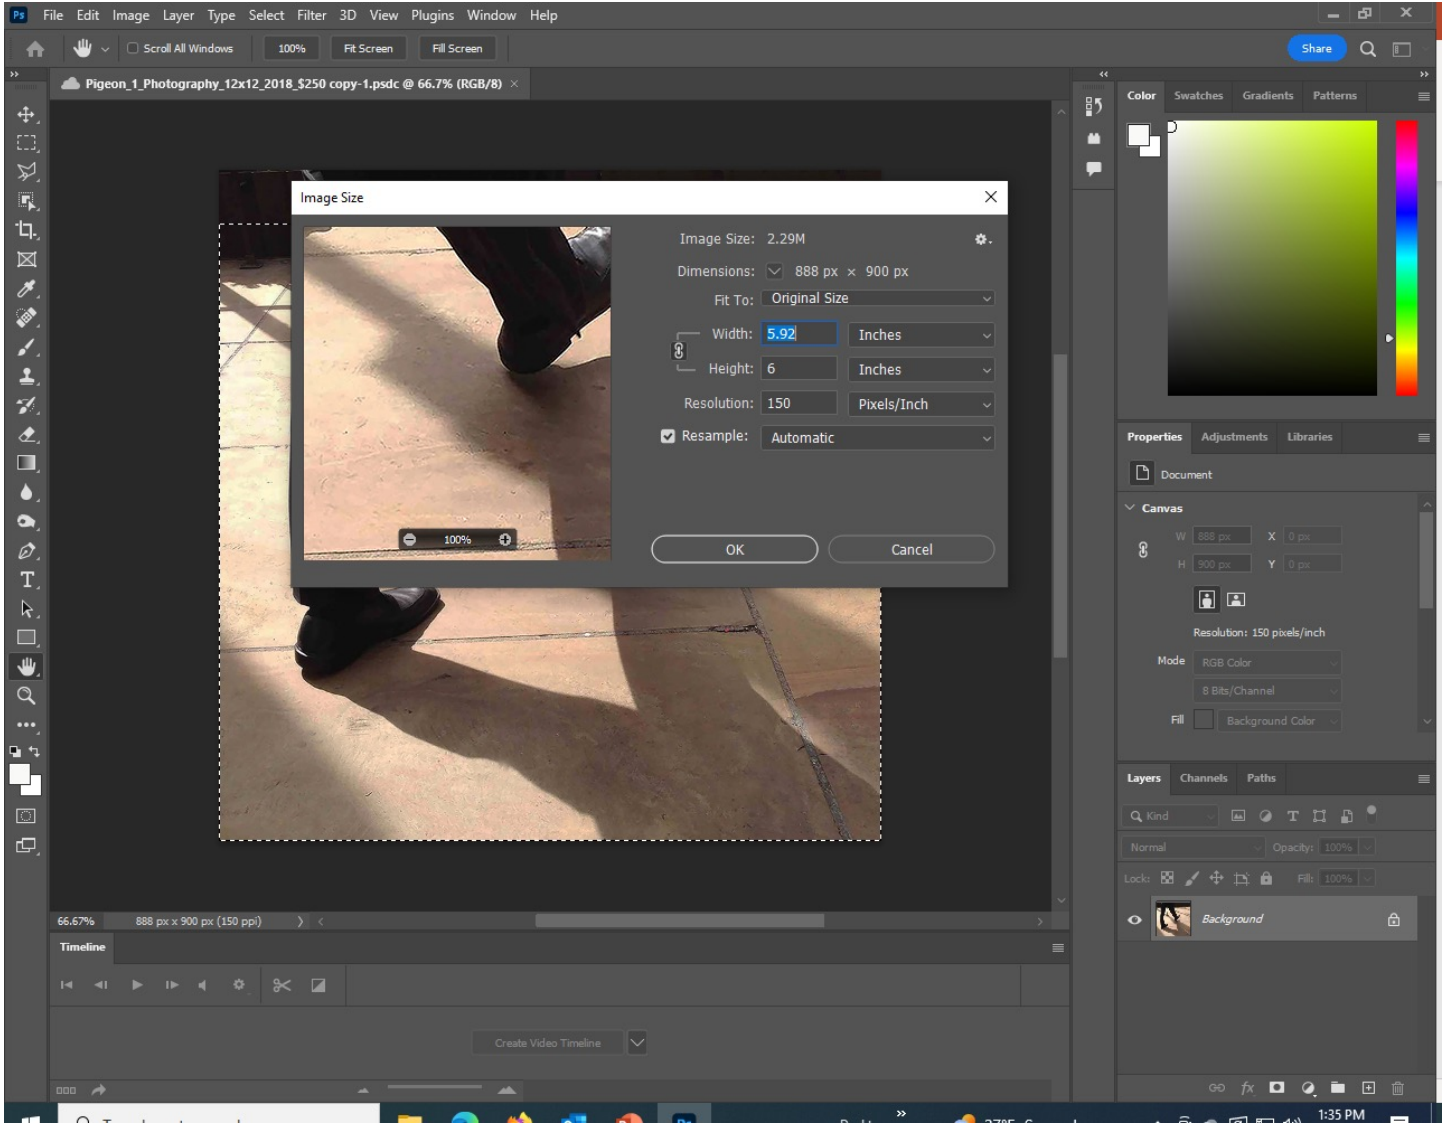 Ps File Edit Image Layer Type Select Filter 3D View Plugins Window Help
Scroll All Windows 100% Fit Screen Fill Screen Share
Pigeon_1_Photography_12x12_2018_$250 copy-1.psdc @ 66.7% (RGB/8) ×
Color Swatches Gradients Patterns
Image Size
Image Size: 2.29M
Dimensions: 888 px × 900 px
Fit To: Original Size
Width: 5.92 Inches
Height: 6 Inches
Resolution: 150 Pixels/Inch
Resample: Automatic
100%
OK Cancel
Properties Adjustments Libraries
Document
Canvas
W 888 px X 0 px
H 900 px Y 0 px
Resolution: 150 pixels/inch
Mode RGB Color
8 Bits/Channel
Fill Background Color
Layers Channels Paths
Kind
Normal Opacity: 100%
Lock: Fill: 100%
Background
66.67% 888 px x 900 px (150 ppi)
Timeline
Create Video Timeline
fx
1:35 PM